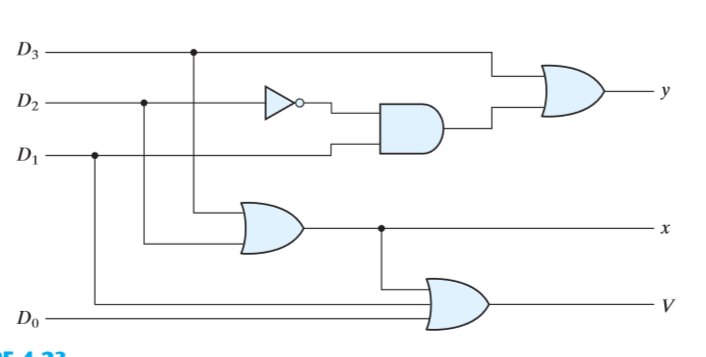 D₃
y
D₂
D₁
x
V
D₀